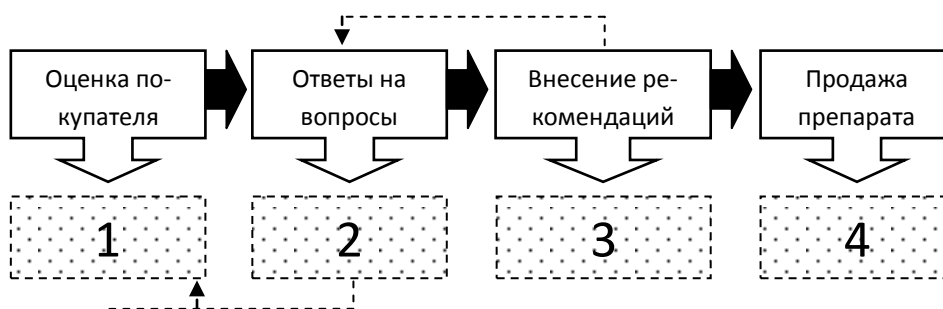 Оценка по-
купателя
Ответы на
вопросы
Внесение ре-
комендаций
Продажа
препарата
1
2
3
4